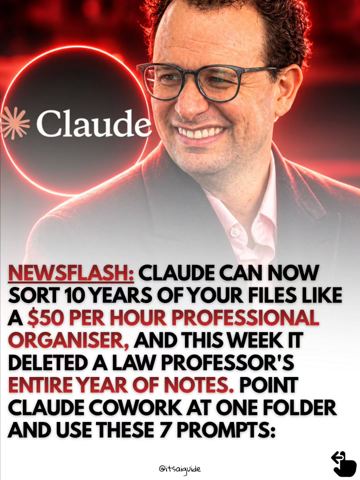 Claude
NEWSFLASH: CLAUDE CAN NOW
SORT 10 YEARS OF YOUR FILES LIKE
A $50 PER HOUR PROFESSIONAL
ORGANISER, AND THIS WEEK IT
DELETED A LAW PROFESSOR'S
ENTIRE YEAR OF NOTES. POINT
CLAUDE COWORK AT ONE FOLDER
AND USE THESE 7 PROMPTS:
@itsaiguide